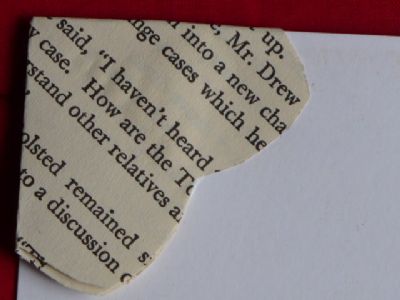 up.
Mr. Drew
into a new cha
nge cases which he
said, "I haven't heard
y case. How are the To
rstand other relatives a
olsted remained s
to a discussion